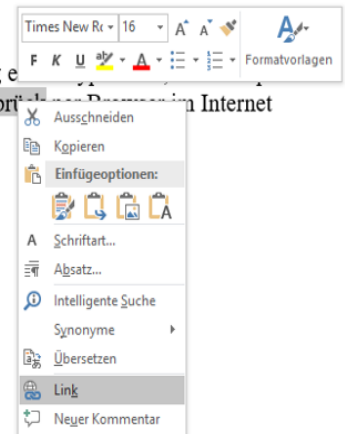 Times New Rc 16
F K U Formatvorlagen
per Browser im Internet
Ausschneiden
Kopieren
Einfügeoptionen:
Schriftart...
Absatz...
Intelligente Suche
Synonyme
Übersetzen
Link
Neuer Kommentar